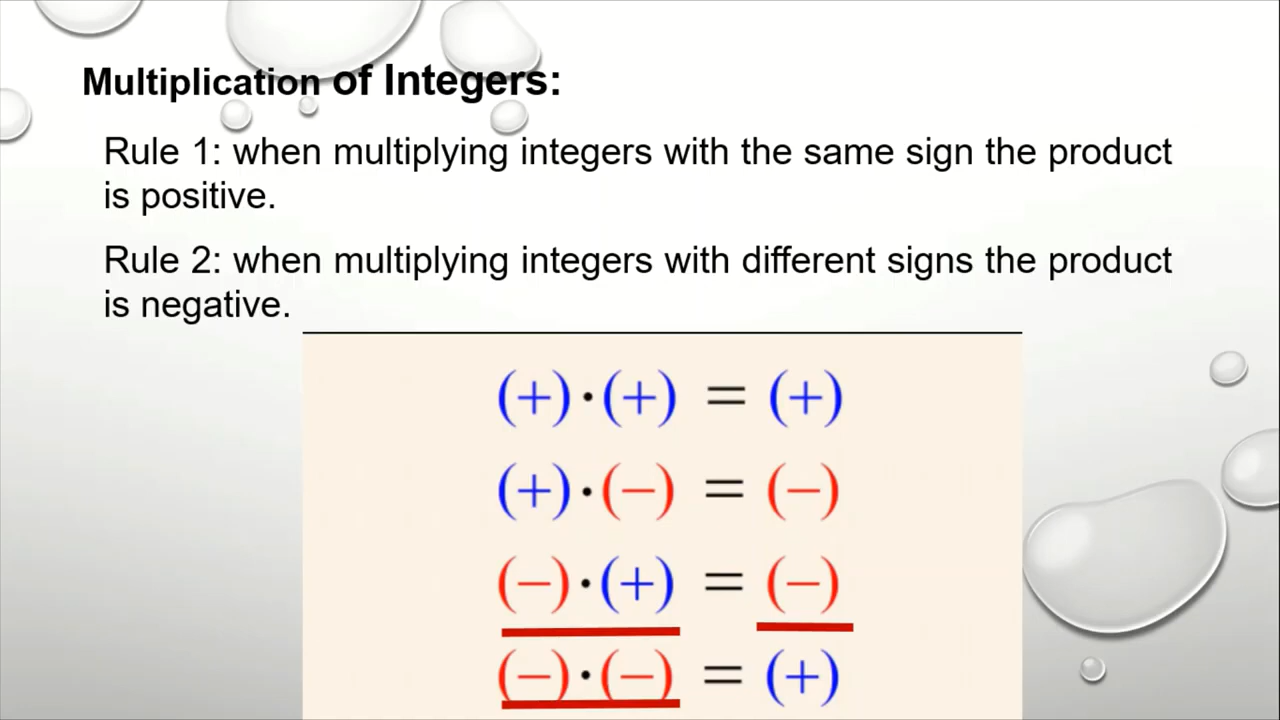 Multiplication of Integers:
Rule 1: when multiplying integers with the same sign the product
is positive.
Rule 2: when multiplying integers with different signs the product
is negative.
(+)·(+) = (+)
(+)·(−) = (−)
(−)·(+) = (−)
(−)·(−) = (+)